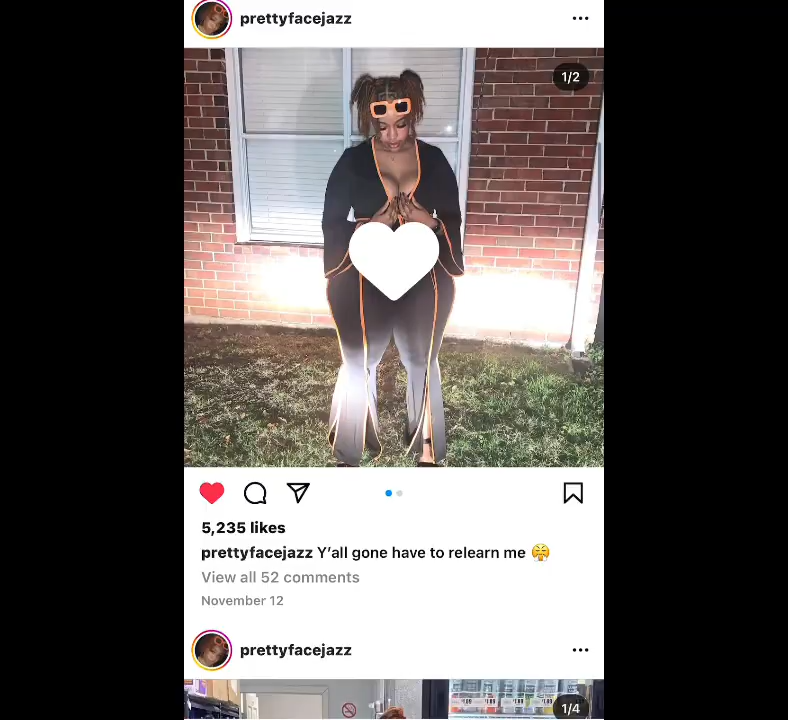 prettyfacejazz
1/2
5,235 likes
prettyfacejazz Y'all gone have to relearn me 😤
View all 52 comments
November 12
prettyfacejazz
1/4